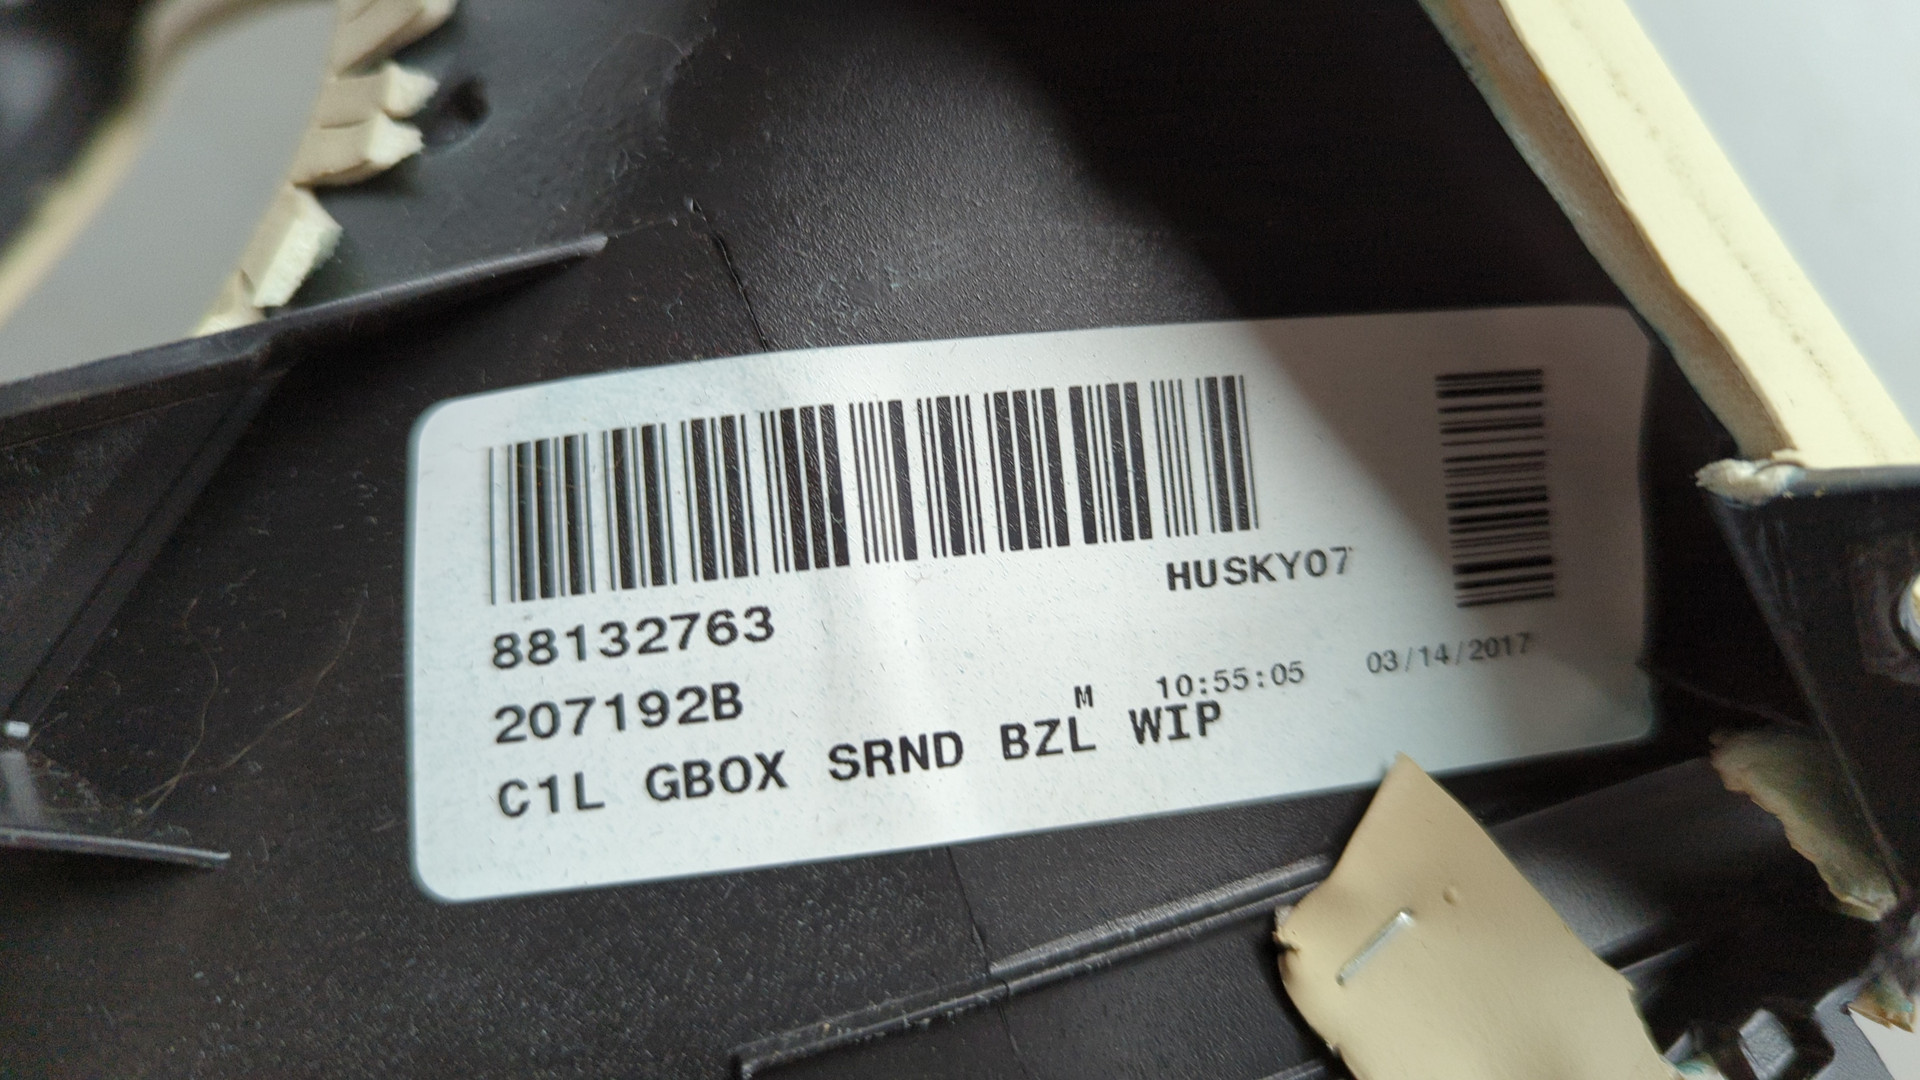 HUSKY07
88132763
10:55:05 03/14/2017
207192B
M
C1L GBOX SRND BZL WIP